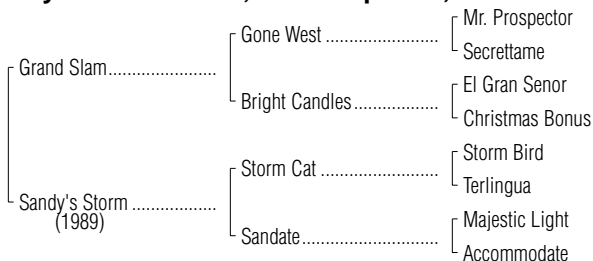 Mr. Prospector
Gone West ......................
Secrettame
Grand Slam.....................
El Gran Senor
Bright Candles................
Christmas Bonus
Storm Bird
Storm Cat .......................
Terlingua
Sandy's Storm ................
(1989)
Majestic Light
Sandate..........................
Accommodate